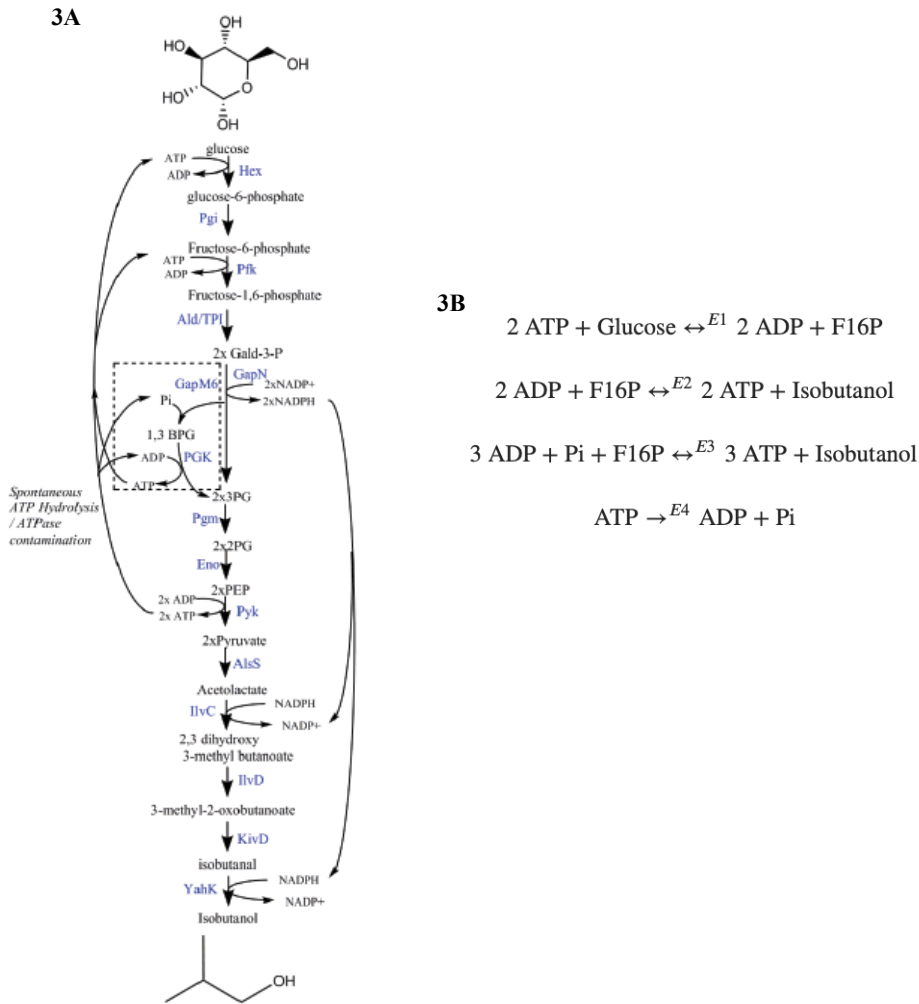 3A
OH
HO
OH
O
HO
OH
glucose
ATP
ADP
Hex
glucose-6-phosphate
Pgi
Fructose-6-phosphate
ATP
ADP
Pfk
Fructose-1,6-phosphate
Ald/TPI
2x Gald-3-P
GapM6
GapN
2xNADP+
2xNADPH
Pi
1,3 BPG
ADP
PGK
ATP
2x3PG
Spontaneous
ATP Hydrolysis
/ ATPase
contamination
Pgm
2x2PG
Eno
2xPEP
2x ADP
2x ATP
Pyk
2xPyruvate
AlsS
Acetolactate
IlvC
NADPH
NADP+
2,3 dihydroxy
3-methyl butanoate
IlvD
3-methyl-2-oxobutanoate
KivD
isobutanal
YahK
NADPH
NADP+
Isobutanol
OH
3B
2 ATP + Glucose ↔E1 2 ADP + F16P
2 ADP + F16P ↔E2 2 ATP + Isobutanol
3 ADP + Pi + F16P ↔E3 3 ATP + Isobutanol
ATP →E4 ADP + Pi